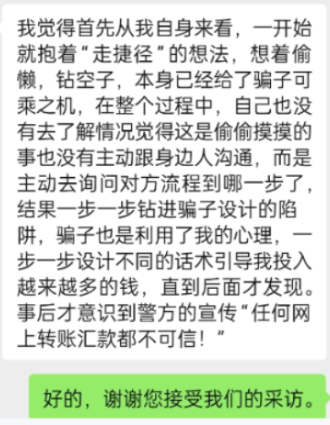 我觉得首先从我自身来看，一开始
就抱着“走捷径”的想法，想着偷
懒，钻空子，本身已经给了骗子可
乘之机，在整个过程中，自己也没
有去了解情况觉得这是偷偷摸摸的
事也没有主动跟身边人沟通，而是
主动去询问对方流程到哪一步了，
结果一步一步钻进骗子设计的陷
阱，骗子也是利用了我的心理，一
步一步设计不同的话术引导我投入
越来越多的钱，直到后面才发现。
事后才意识到警方的宣传“任何网
上转账汇款都不可信！”
好的，谢谢您接受我们的采访。